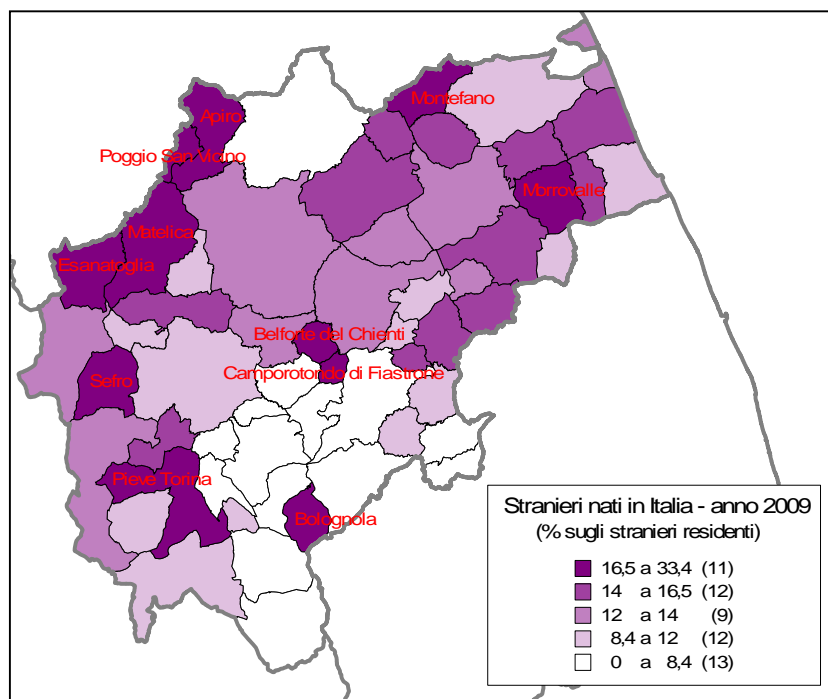 Montefano
Apiro
Poggio San Vicino
Morrovalle
Matelica
Esanatoglia
Belforte del Chienti
Camporotondo di Fiastrone
Sefro
Pieve Torina
Bolognola
Stranieri nati in Italia - anno 2009
(% sugli stranieri residenti)
16,5 a 33,4 (11)
14 a 16,5 (12)
12 a 14 (9)
8,4 a 12 (12)
0 a 8,4 (13)